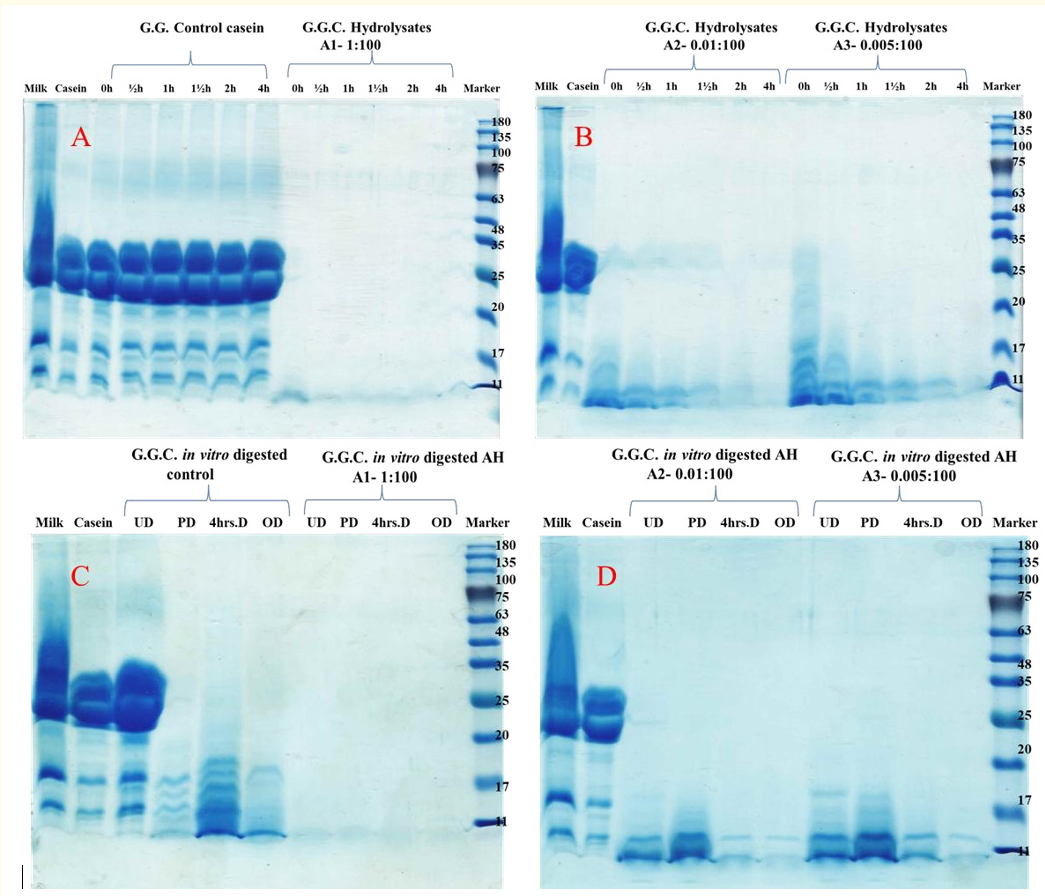 G.G. Control casein
G.G.C. Hydrolysates
A1- 1:100
Milk Casein 0h ½h 1h 1½h 2h 4h 0h ½h 1h 1½h 2h 4h Marker
A
180
135
100
75
63
48
35
25
20
17
11
G.G.C. Hydrolysates
A2- 0.01:100
G.G.C. Hydrolysates
A3- 0.005:100
Milk Casein 0h ½h 1h 1½h 2h 4h 0h ½h 1h 2h 4h Marker
B
180
135
100
75
63
48
35
25
20
17
11
G.G.C. in vitro digested
control
G.G.C. in vitro digested AH
A1- 1:100
Milk Casein UD PD 4hrs.D OD UD PD 4hrs.D OD Marker
C
180
135
100
75
63
48
35
25
20
17
11
G.G.C. in vitro digested AH
A2- 0.01:100
G.G.C. in vitro digested AH
A3- 0.005:100
Milk Casein UD PD 4hrs.D OD UD PD 4hrs.D OD Marker
D
180
135
100
75
63
48
35
25
20
17
11